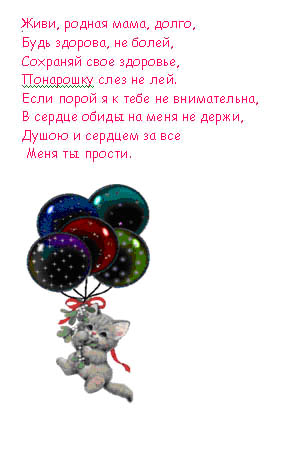 Живи, родная мама, долго,
Будь здорова, не болей,
Сохраняй свое здоровье,
Понарошку слез не лей.
Если порой я к тебе не внимательна,
В сердце обиды на меня не держи,
Душою и сердцем за все
Меня ты прости.